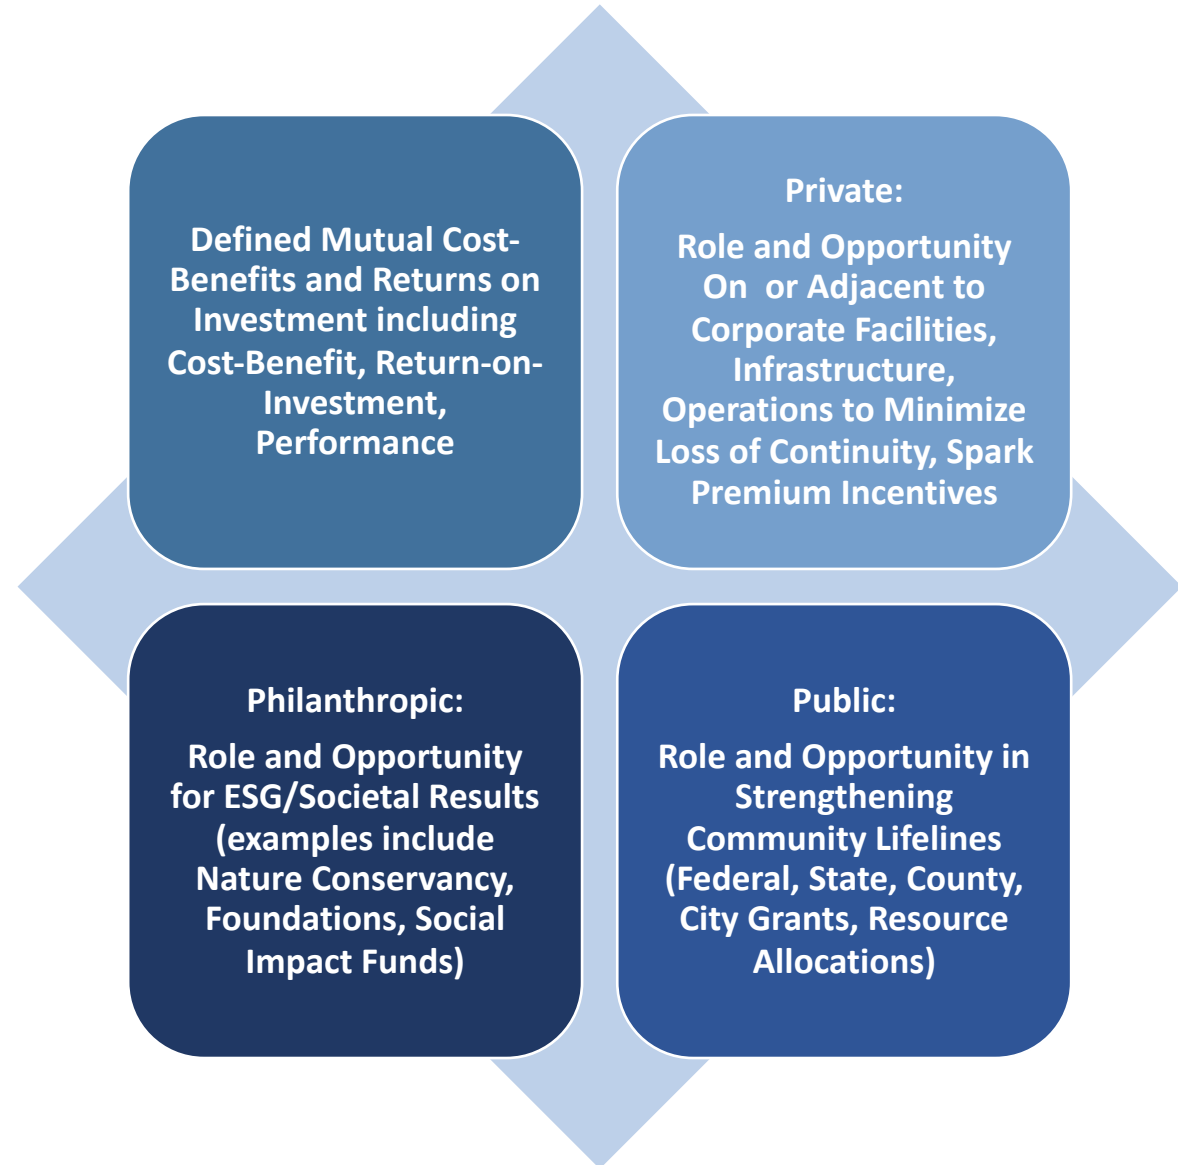 Defined Mutual Cost-
Benefits and Returns on
Investment including
Cost-Benefit, Return-on-
Investment,
Performance
Private:
Role and Opportunity
On  or Adjacent to
Corporate Facilities,
Infrastructure,
Operations to Minimize
Loss of Continuity, Spark
Premium Incentives
Philanthropic:
Role and Opportunity
for ESG/Societal Results
(examples include
Nature Conservancy,
Foundations, Social
Impact Funds)
Public:
Role and Opportunity in
Strengthening
Community Lifelines
(Federal, State, County,
City Grants, Resource
Allocations)